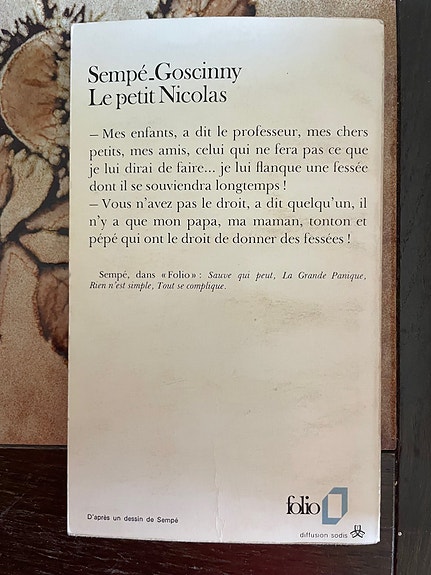 Sempé-Goscinny
Le petit Nicolas
– Mes enfants, a dit le professeur, mes chers
petits, mes amis, celui qui ne fera pas ce que
je lui dirai de faire... je lui flanque une fessée
dont il se souviendra longtemps !
– Vous n'avez pas le droit, a dit quelqu'un, il
n'y a que mon papa, ma maman, tonton et
pépé qui ont le droit de donner des fessées !
Sempé, dans « Folio » : Sauve qui peut, La Grande Panique,
Rien n'est simple, Tout se complique.
folio
D'après un dessin de Sempé
diffusion sodis